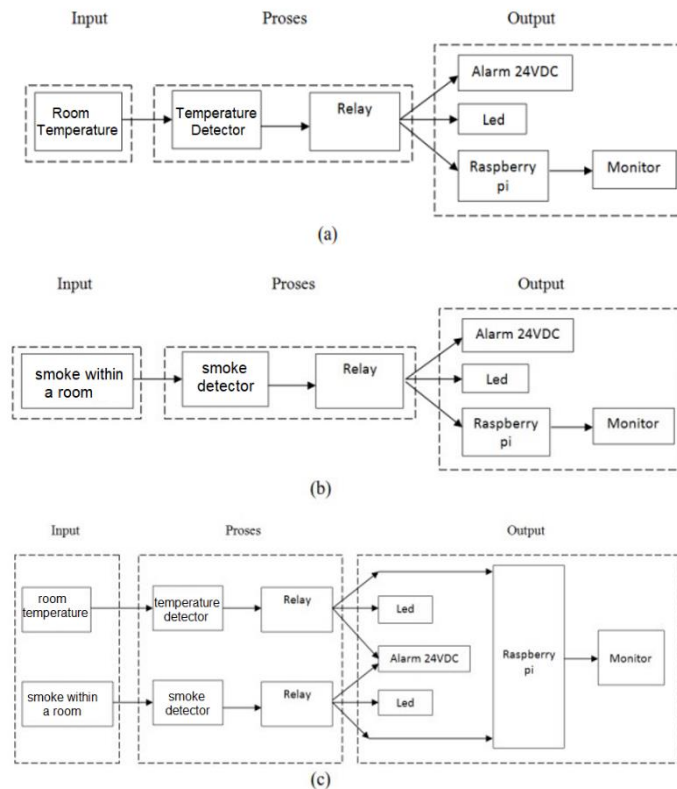 Input Proses Output
Room
Temperature
Temperature
Detector
Relay
Alarm 24VDC
Led
Raspberry
pi
Monitor
(a)
Input Proses Output
smoke within
a room
smoke
detector
Relay
Alarm 24VDC
Led
Raspberry
pi
Monitor
(b)
Input Proses Output
room
temperature
temperature
detector
Relay
Led
Alarm 24VDC
smoke within
a room
smoke
detector
Relay
Led
Raspberry
pi
Monitor
(c)